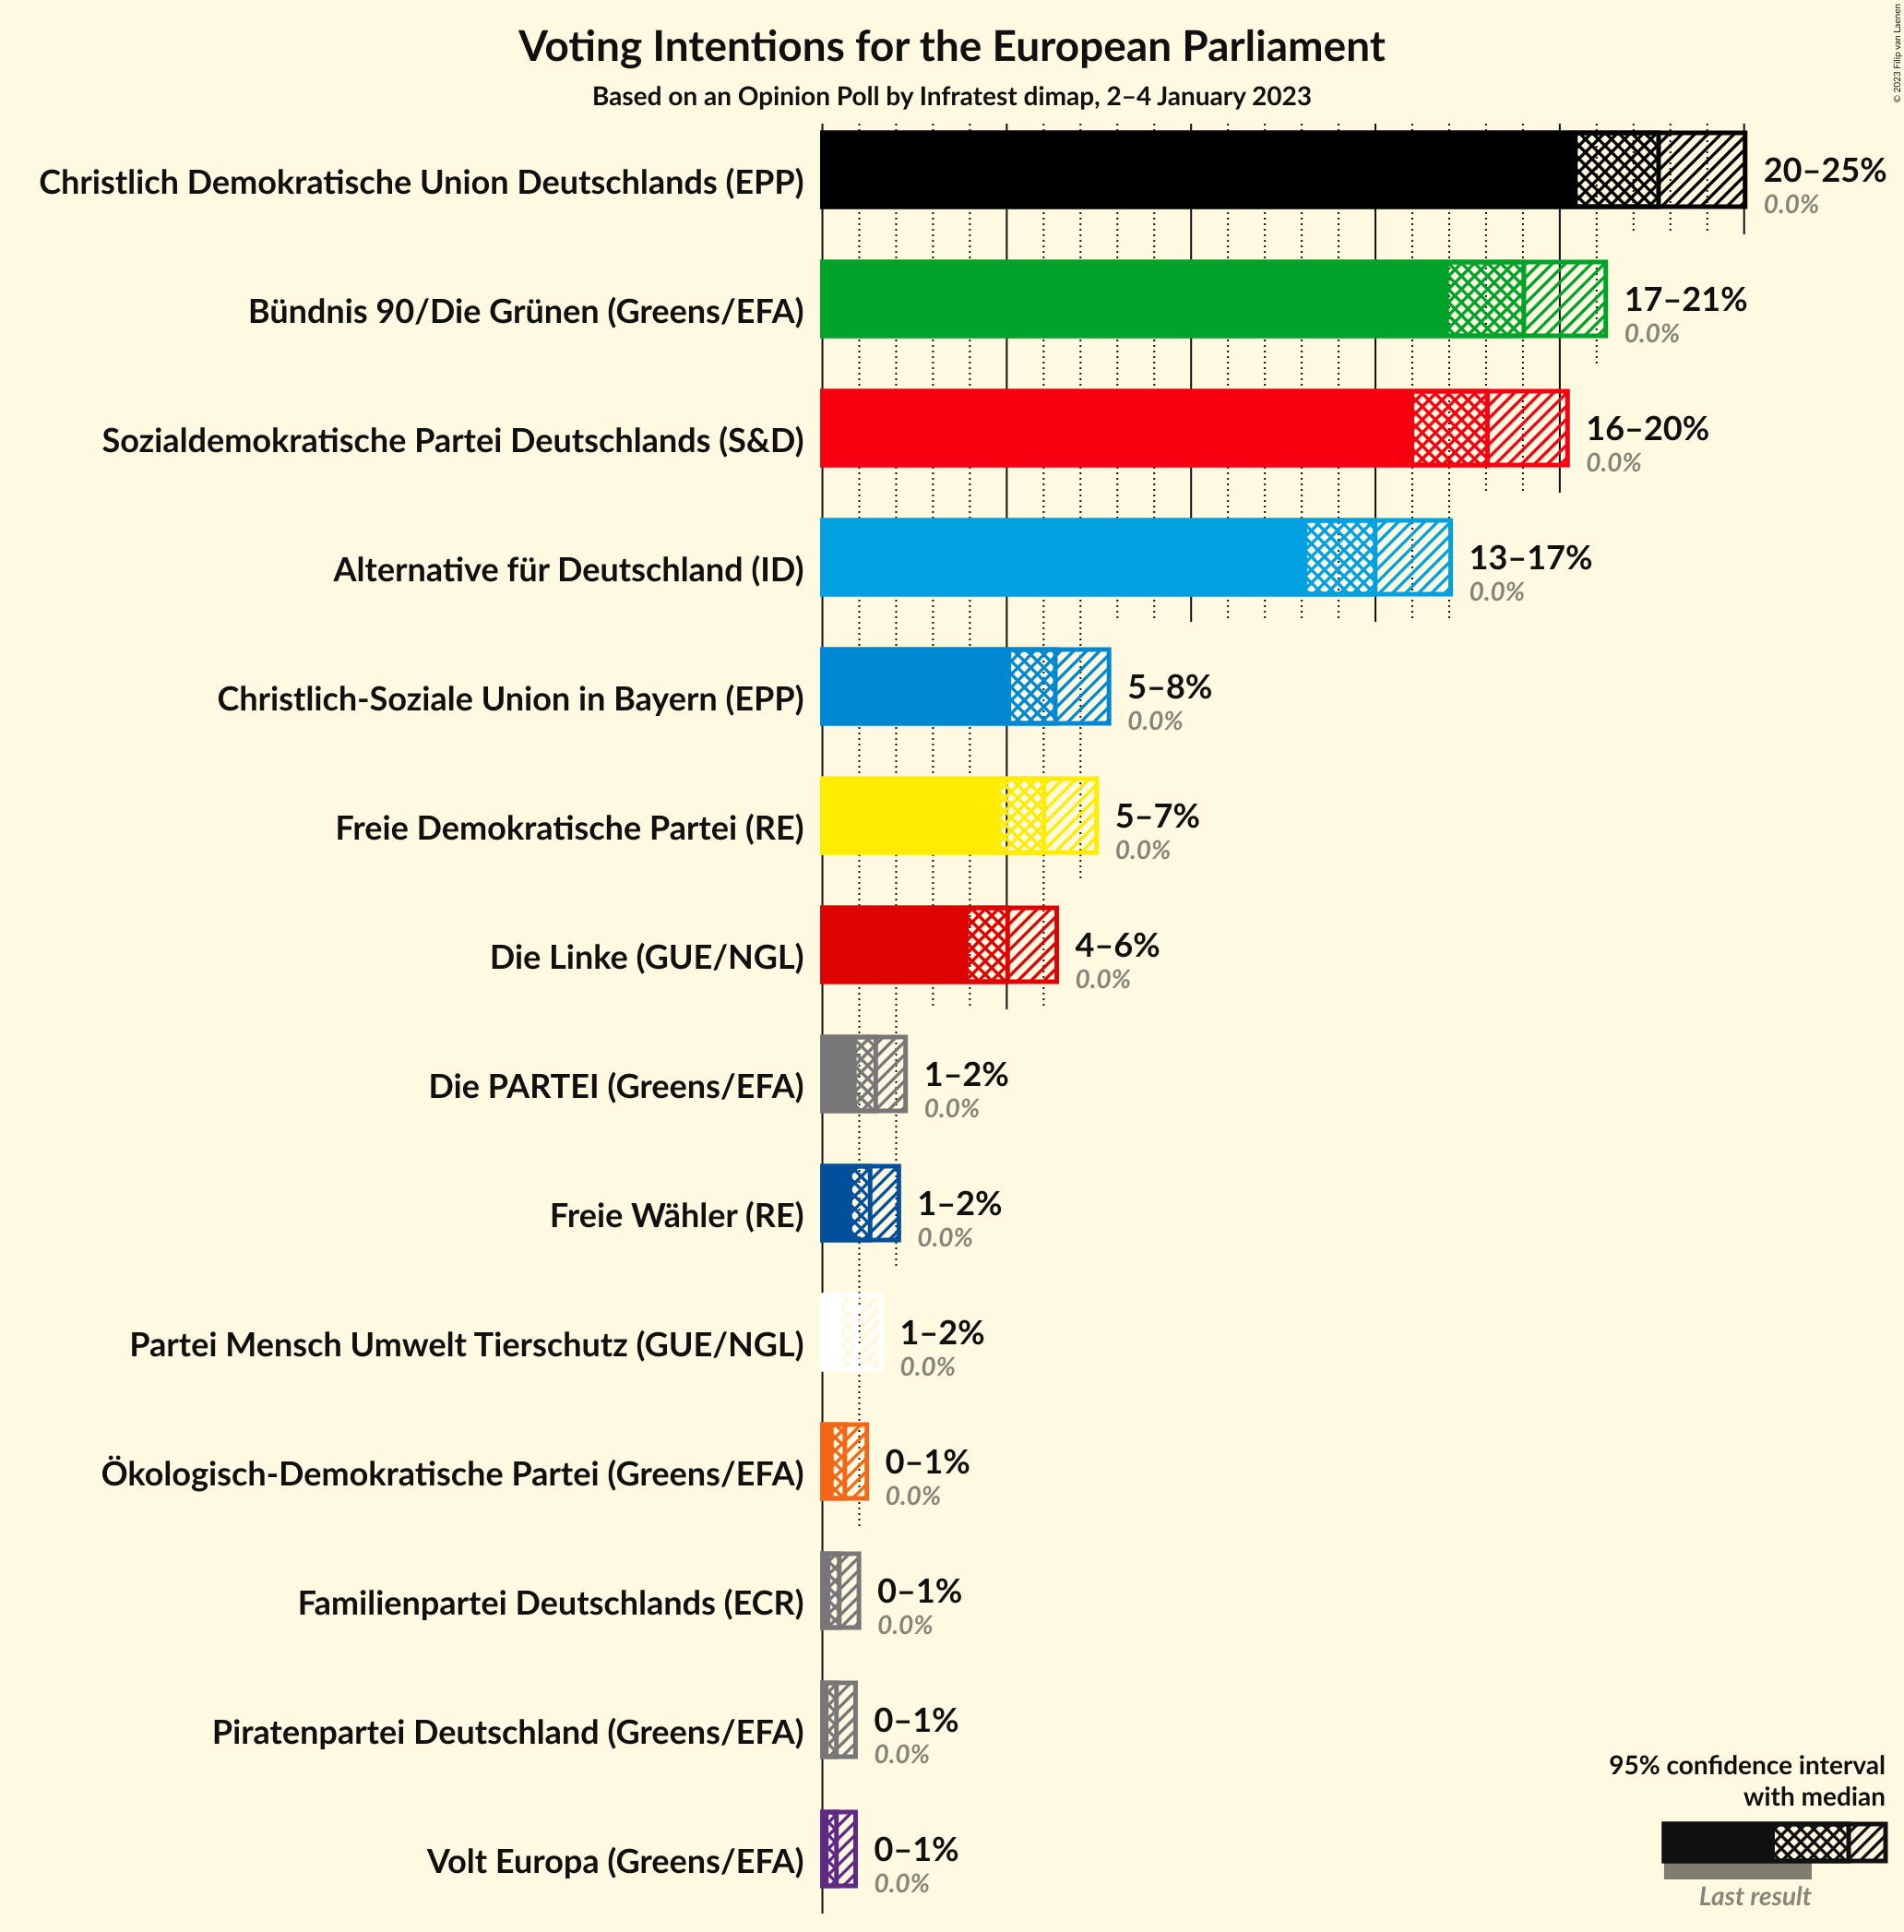 © 2023 Filip van Laenen
Voting Intentions for the European Parliament
Based on an Opinion Poll by Infratest dimap, 2–4 January 2023
Christlich Demokratische Union Deutschlands (EPP)
20–25%
0.0%
Bündnis 90/Die Grünen (Greens/EFA)
17–21%
0.0%
Sozialdemokratische Partei Deutschlands (S&D)
16–20%
0.0%
Alternative für Deutschland (ID)
13–17%
0.0%
Christlich-Soziale Union in Bayern (EPP)
5–8%
0.0%
Freie Demokratische Partei (RE)
5–7%
0.0%
Die Linke (GUE/NGL)
4–6%
0.0%
Die PARTEI (Greens/EFA)
1–2%
0.0%
Freie Wähler (RE)
1–2%
0.0%
Partei Mensch Umwelt Tierschutz (GUE/NGL)
1–2%
0.0%
Ökologisch-Demokratische Partei (Greens/EFA)
0–1%
0.0%
Familienpartei Deutschlands (ECR)
0–1%
0.0%
Piratenpartei Deutschland (Greens/EFA)
0–1%
0.0%
Volt Europa (Greens/EFA)
0–1%
0.0%
95% confidence interval
with median
Last result